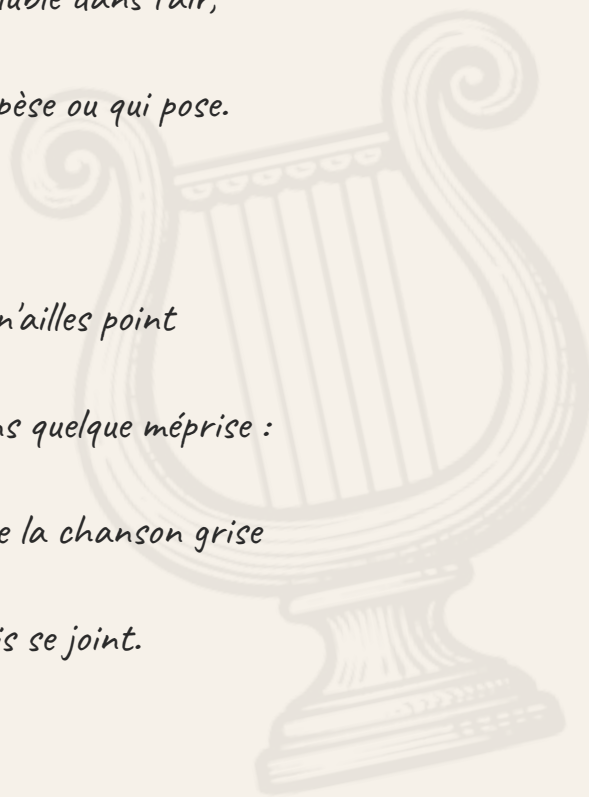 dans l'air,
pèse ou qui pose.
n'ailles point
quelque méprise :
la chanson grise
se joint.